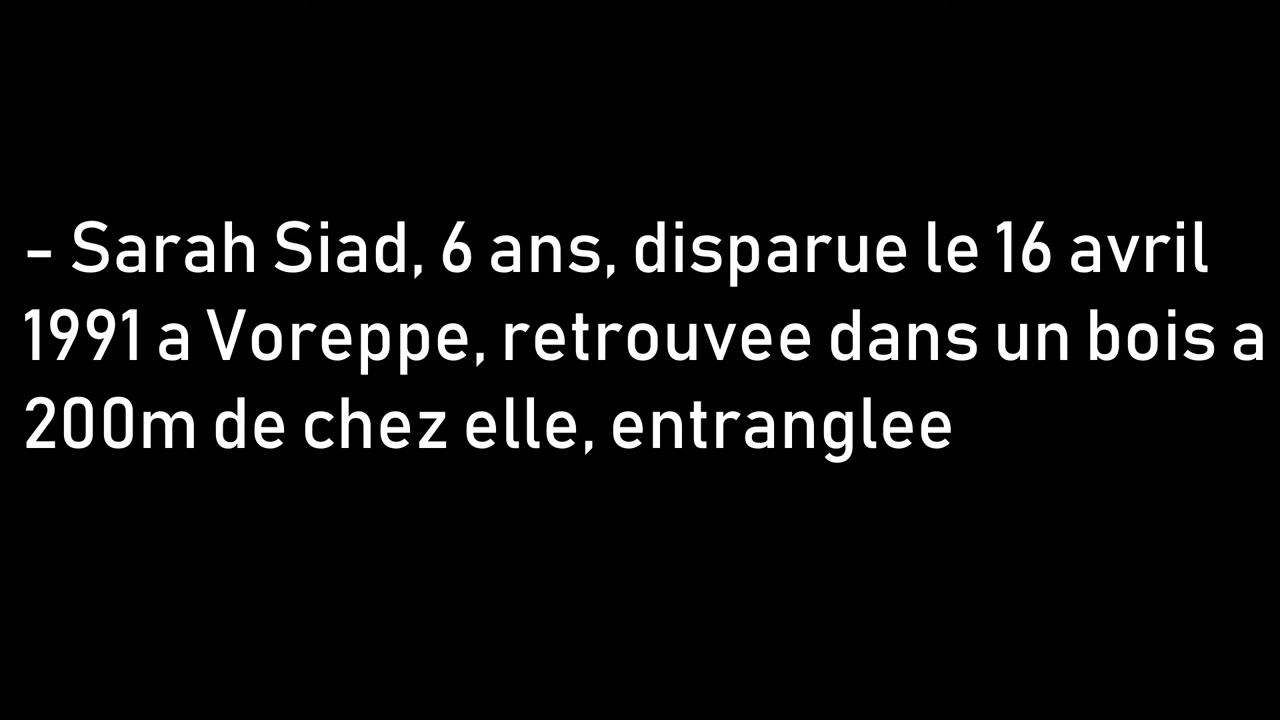 - Sarah Siad, 6 ans, disparue le 16 avril
1991 a Voreppe, retrouvee dans un bois a
200m de chez elle, entranglee